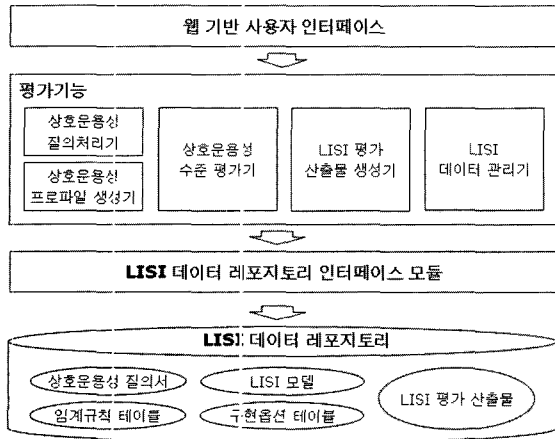 웹 기반 사용자 인터페이스
평가기능
상호운용성
질의처리기
상호운용성
프로파일 생성기
상호운용성
수준 평가기
LISI 평가
산출물 생성기
LISI
데이터 관리기
LISI 데이터 레포지토리 인터페이스 모듈
LISI 데이터 레포지토리
상호운용성 질의서
LISI 모델
임계규칙 테이블
구현옵션 테이블
LISI 평가 산출물